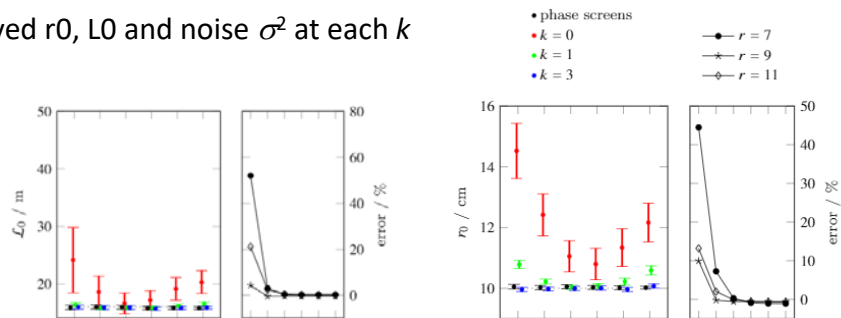 ved r0, L0 and noise σ² at each k
phase screens
k = 0
k = 1
k = 3
r = 7
r = 9
r = 11
50
40
30
20
ℒ₀ / m
80
60
40
20
0
error / %
16
14
12
10
r₀ / cm
50
40
30
20
10
0
error / %